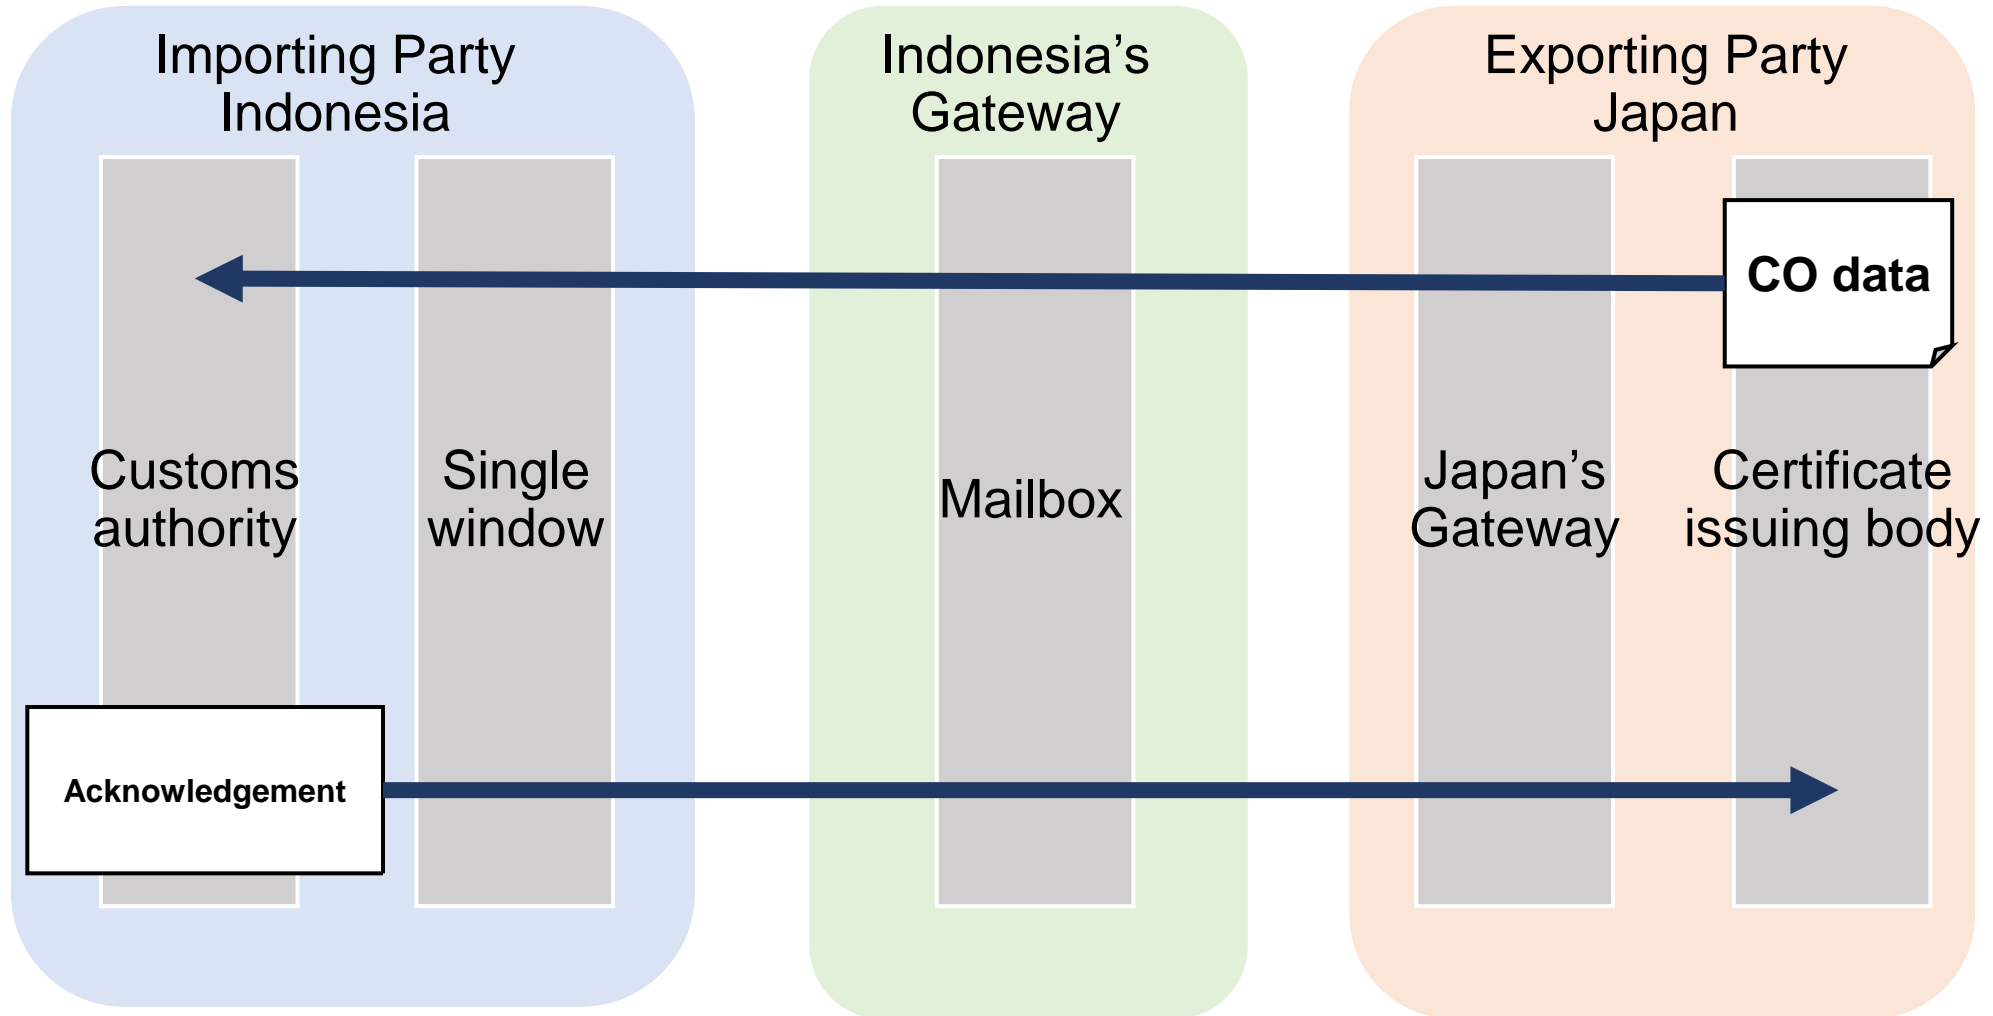 Importing Party
Indonesia
Indonesia’s
Gateway
Exporting Party
Japan
CO data
Customs
authority
Single
window
Mailbox
Japan’s
Gateway
Certificate
issuing body
Acknowledgement